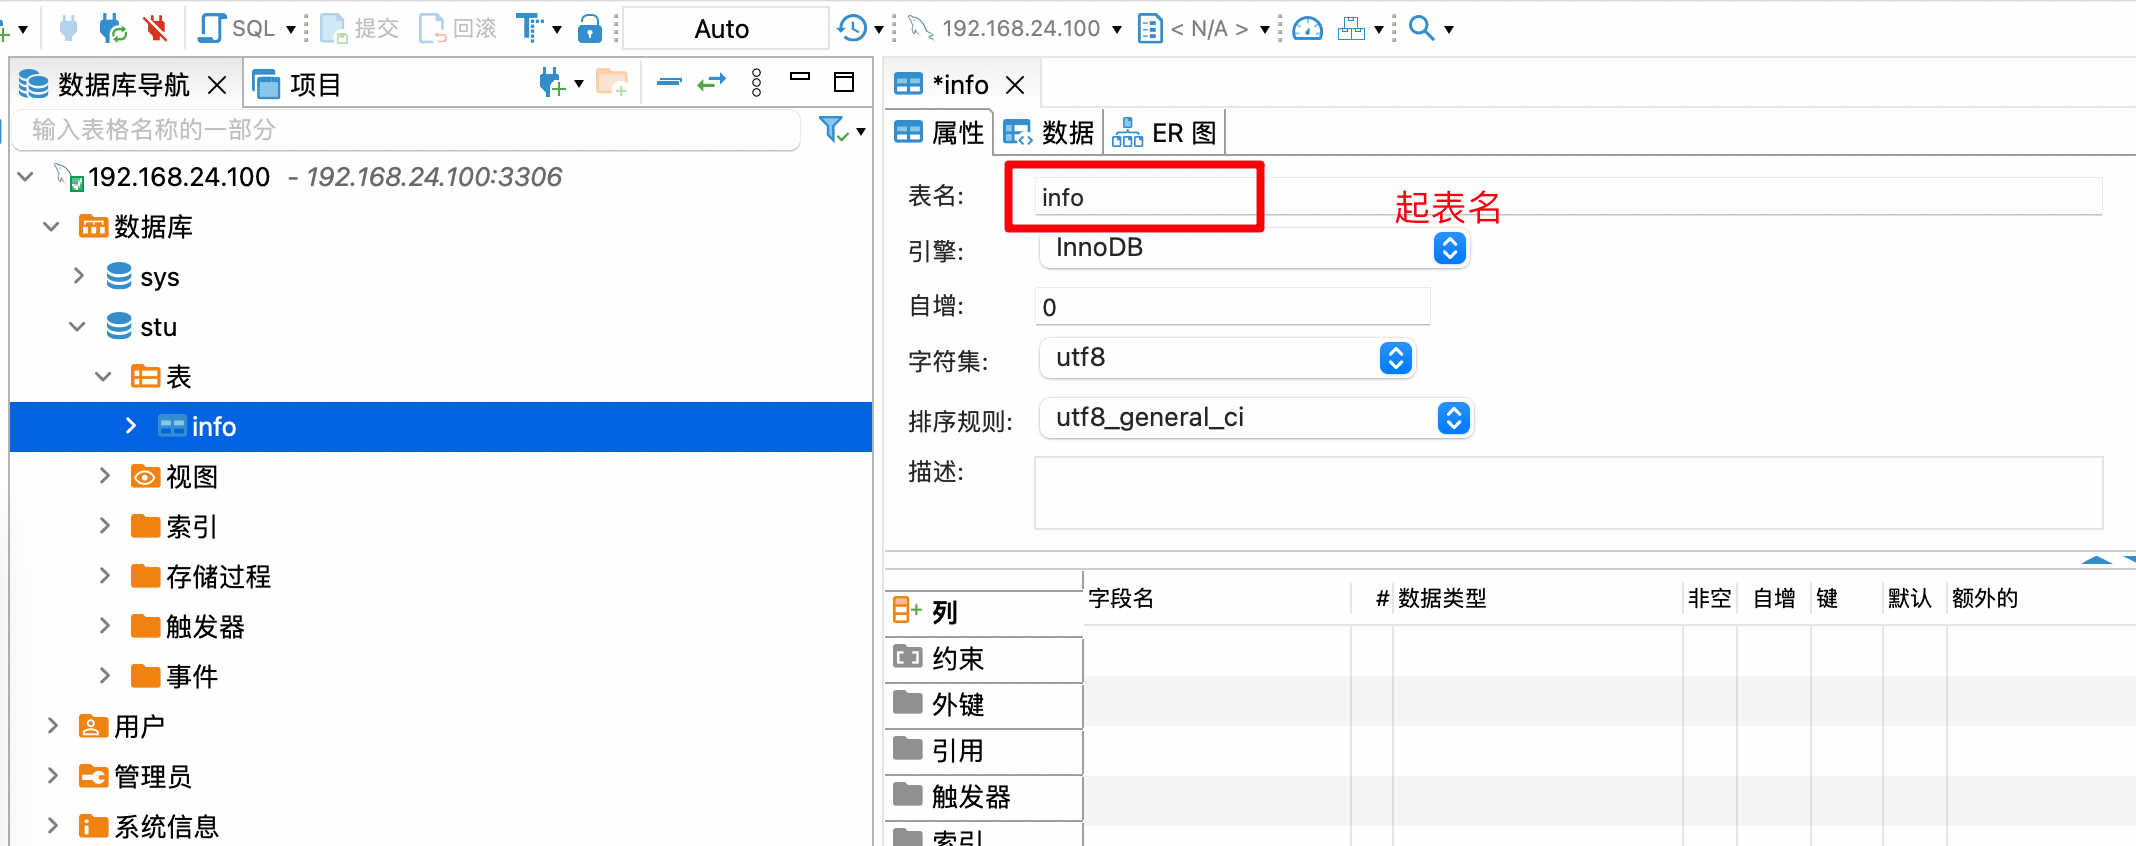 SQL 提交 回滚 Auto 192.168.24.100 < N/A >
数据库导航 项目
输入表格名称的一部分
192.168.24.100 - 192.168.24.100:3306
数据库
sys
stu
表
info
视图
索引
存储过程
触发器
事件
用户
管理员
系统信息
*info
属性 数据 ER 图
表名: info 起表名
引擎: InnoDB
自增: 0
字符集: utf8
排序规则: utf8_general_ci
描述:
字段名 # 数据类型 非空 自增 键 默认 额外的
列
约束
外键
引用
触发器
索引